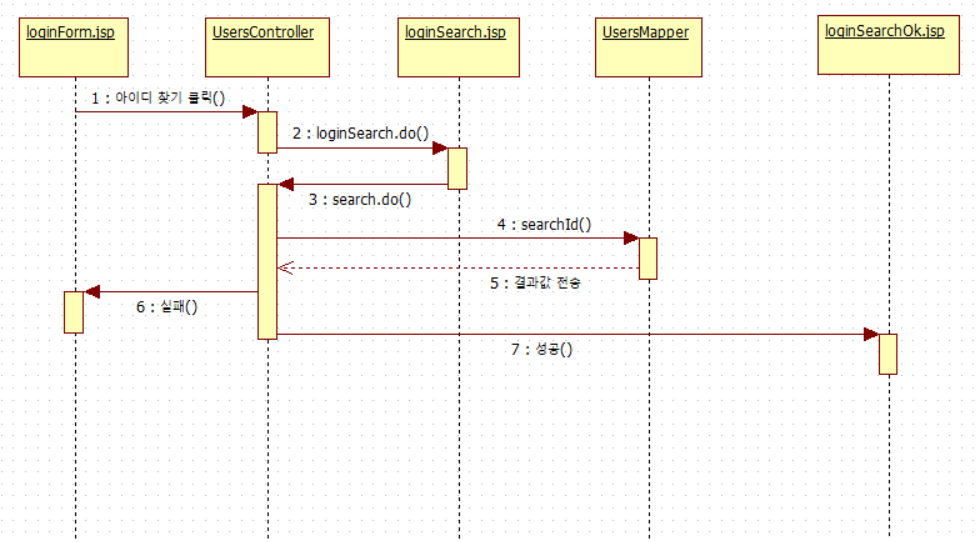 loginForm.jsp
UsersController
loginSearch.jsp
UsersMapper
loginSearchOk.jsp
1 : 아이디 찾기 클릭()
2 : loginSearch.do()
3 : search.do()
4 : searchId()
5 : 결과값 전송
6 : 실패()
7 : 성공()